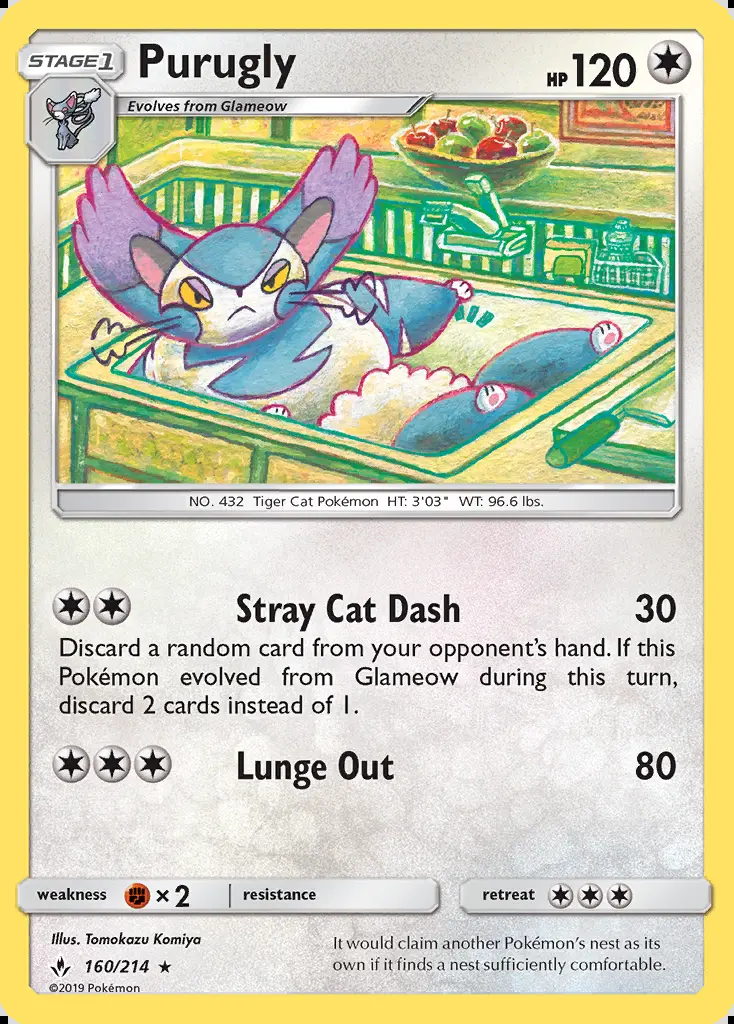 STAGE1
Purugly
HP 120
Evolves from Glameow
NO. 432 Tiger Cat Pokémon HT: 3'03" WT: 96.6 lbs.
Stray Cat Dash 30
Discard a random card from your opponent's hand. If this
Pokémon evolved from Glameow during this turn,
discard 2 cards instead of 1.
Lunge Out 80
weakness ×2 resistance retreat
Illus. Tomokazu Komiya
160/214 ★
©2019 Pokémon
It would claim another Pokémon's nest as its
own if it finds a nest sufficiently comfortable.